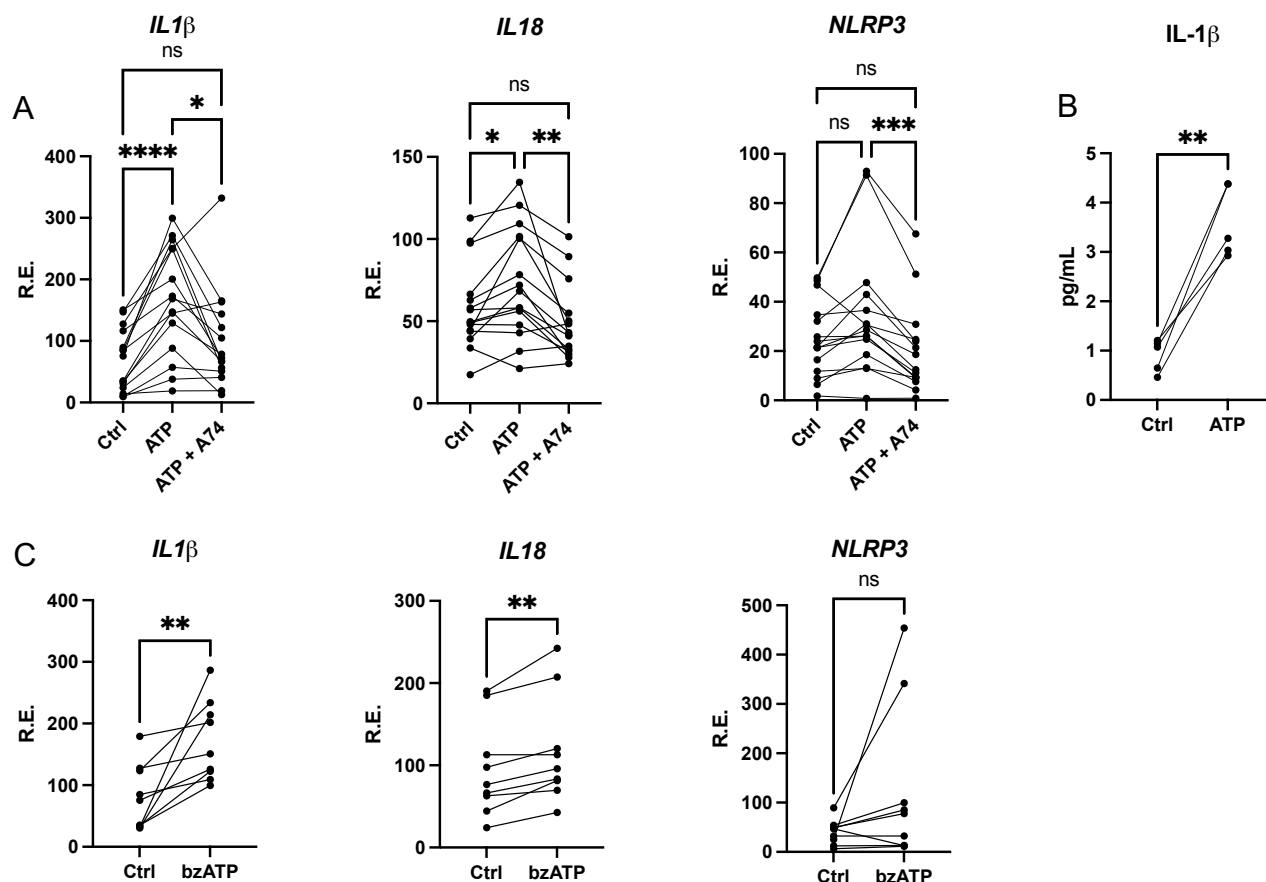 IL1β
IL18
NLRP3
IL-1β
A
B
ns
*
****
400
300
200
100
0
R.E.
Ctrl
ATP
ATP + A74
ns
*
**
150
100
50
0
R.E.
Ctrl
ATP
ATP + A74
ns
ns
***
100
80
60
40
20
0
R.E.
Ctrl
ATP
ATP + A74
**
5
4
3
2
1
0
pg/mL
Ctrl
ATP
C
IL1β
IL18
NLRP3
**
400
300
200
100
0
R.E.
Ctrl
bzATP
**
300
200
100
0
R.E.
Ctrl
bzATP
ns
500
400
300
200
100
0
R.E.
Ctrl
bzATP